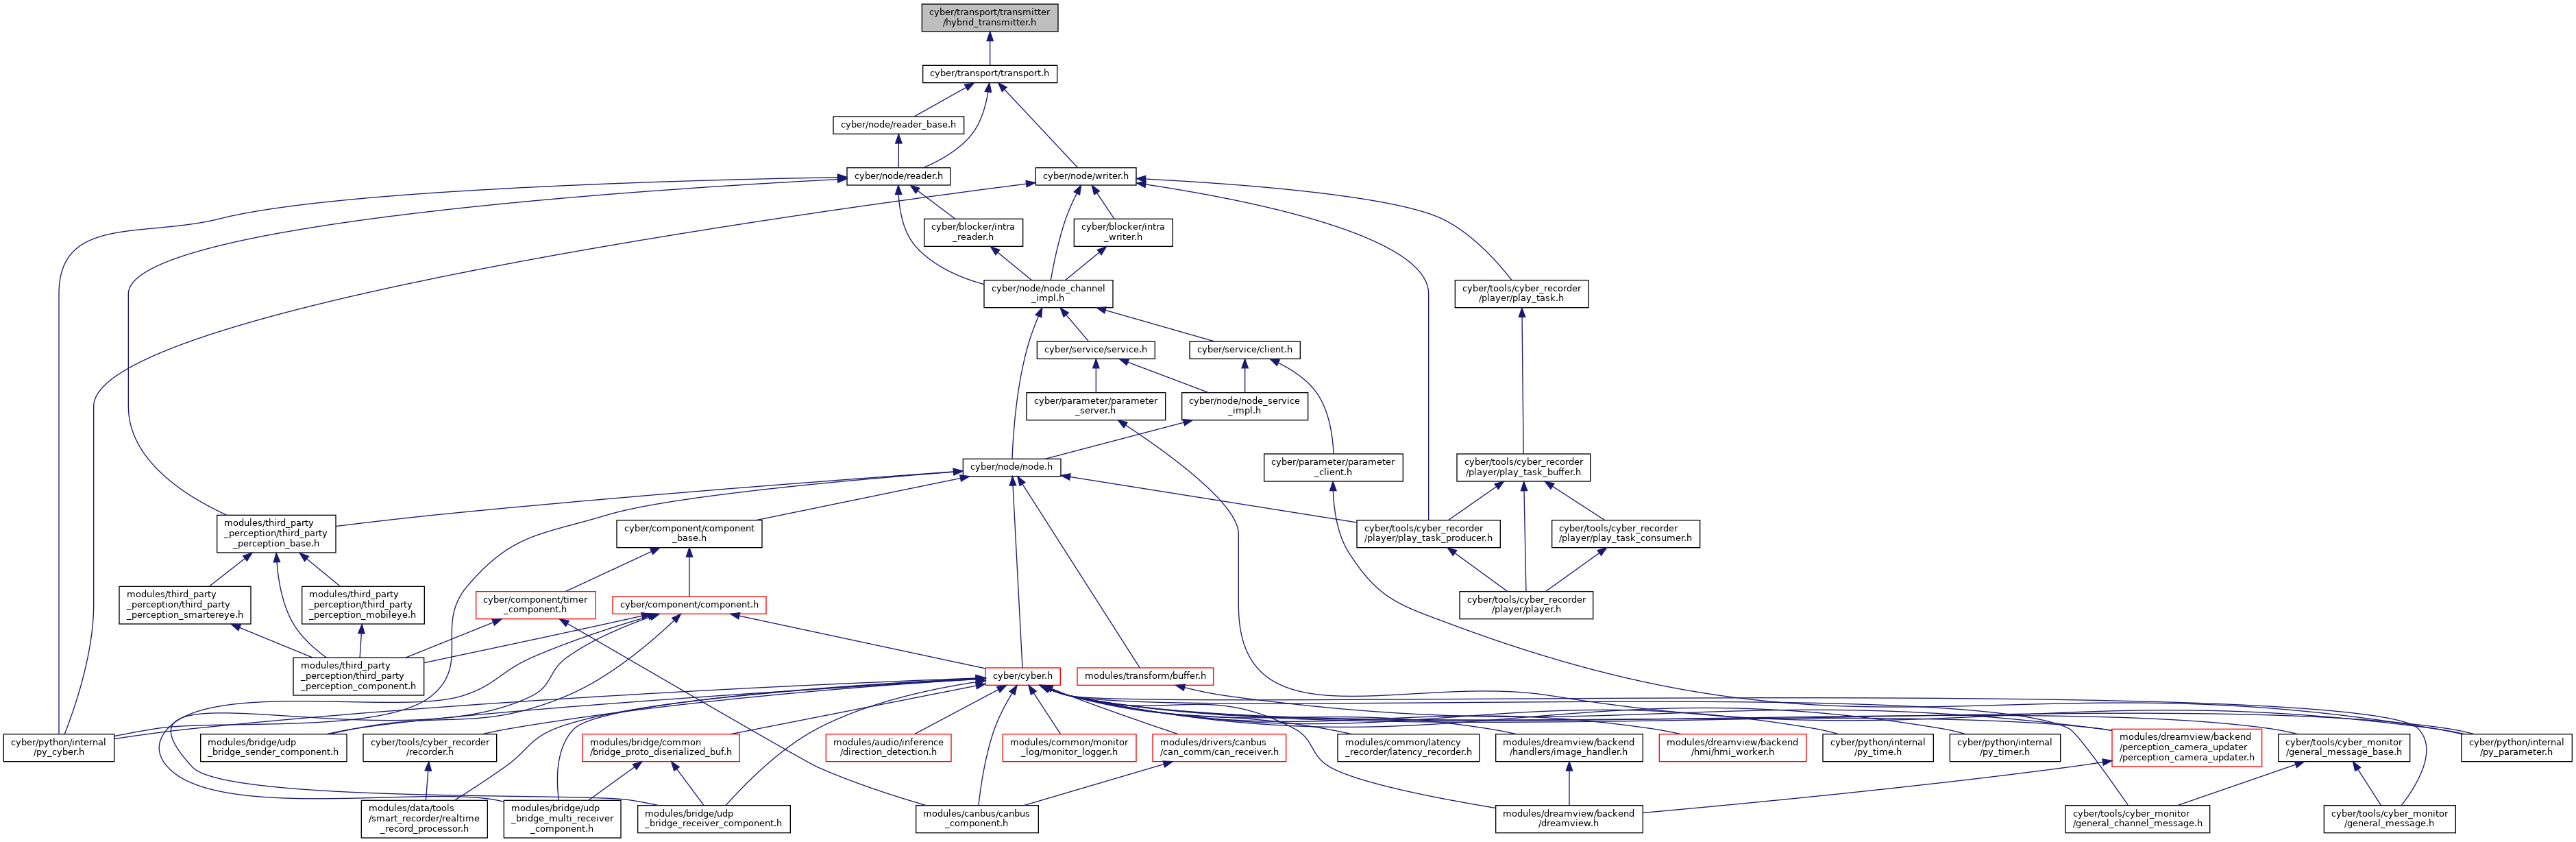 cyber/transport/transmitter
/hybrid_transmitter.h
cyber/transport/transport.h
cyber/node/reader_base.h
cyber/node/reader.h
cyber/node/writer.h
cyber/blocker/intra
_reader.h
cyber/blocker/intra
_writer.h
cyber/node/node_channel
_impl.h
cyber/tools/cyber_recorder
/player/play_task.h
cyber/service/service.h
cyber/service/client.h
cyber/parameter/parameter
_server.h
cyber/node/node_service
_impl.h
cyber/node/node.h
cyber/parameter/parameter
_client.h
cyber/tools/cyber_recorder
/player/play_task_buffer.h
modules/third_party
_perception/third_party
_perception_base.h
cyber/component/component
_base.h
cyber/tools/cyber_recorder
/player/play_task_producer.h
cyber/tools/cyber_recorder
/player/play_task_consumer.h
modules/third_party
_perception/third_party
_perception_smartereye.h
modules/third_party
_perception/third_party
_perception_mobileye.h
cyber/component/timer
_component.h
cyber/component/component.h
cyber/tools/cyber_recorder
/player/player.h
modules/third_party
_perception/third_party
_perception_component.h
cyber/cyber.h
modules/transform/buffer.h
cyber/python/internal
/py_cyber.h
modules/bridge/udp
_bridge_sender_component.h
cyber/tools/cyber_recorder
/recorder.h
modules/bridge/common
/bridge_proto_diserialized_buf.h
modules/audio/inference
/direction_detection.h
modules/common/monitor
_log/monitor_logger.h
modules/drivers/canbus
/can_comm/can_receiver.h
modules/common/latency
_recorder/latency_recorder.h
modules/dreamview/backend
/handlers/image_handler.h
modules/dreamview/backend
/hmi/hmi_worker.h
cyber/python/internal
/py_time.h
cyber/python/internal
/py_timer.h
modules/dreamview/backend
/perception_camera_updater
/perception_camera_updater.h
cyber/tools/cyber_monitor
/general_message_base.h
cyber/python/internal
/py_parameter.h
modules/data/tools
/smart_recorder/realtime
_record_processor.h
modules/bridge/udp
_bridge_multi_receiver
_component.h
modules/bridge/udp
_bridge_receiver_component.h
modules/canbus/canbus
_component.h
modules/dreamview/backend
/dreamview.h
cyber/tools/cyber_monitor
/general_channel_message.h
cyber/tools/cyber_monitor
/general_message.h